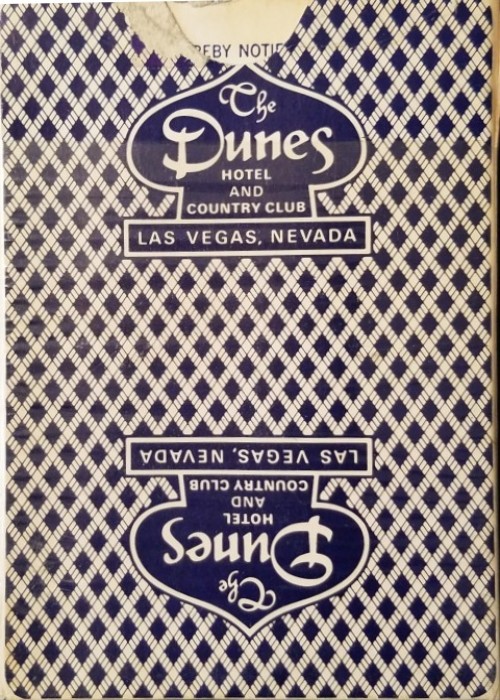 EBY NOTIF
The
Dunes
HOTEL
AND
COUNTRY CLUB
LAS VEGAS, NEVADA
The
Dunes
HOTEL
AND
COUNTRY CLUB
LAS VEGAS, NEVADA